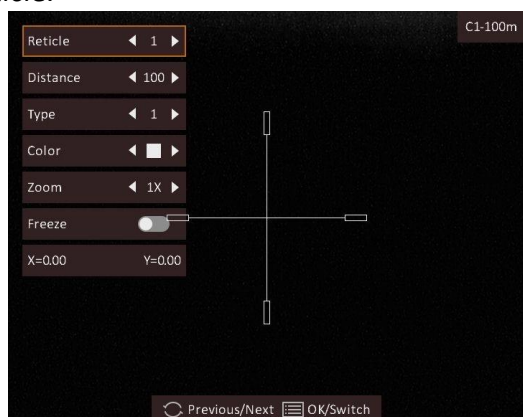 C1-100m
Reticle 1
Distance 100
Type 1
Color
Zoom 1X
Freeze
X=0.00 Y=0.00
Previous/Next OK/Switch